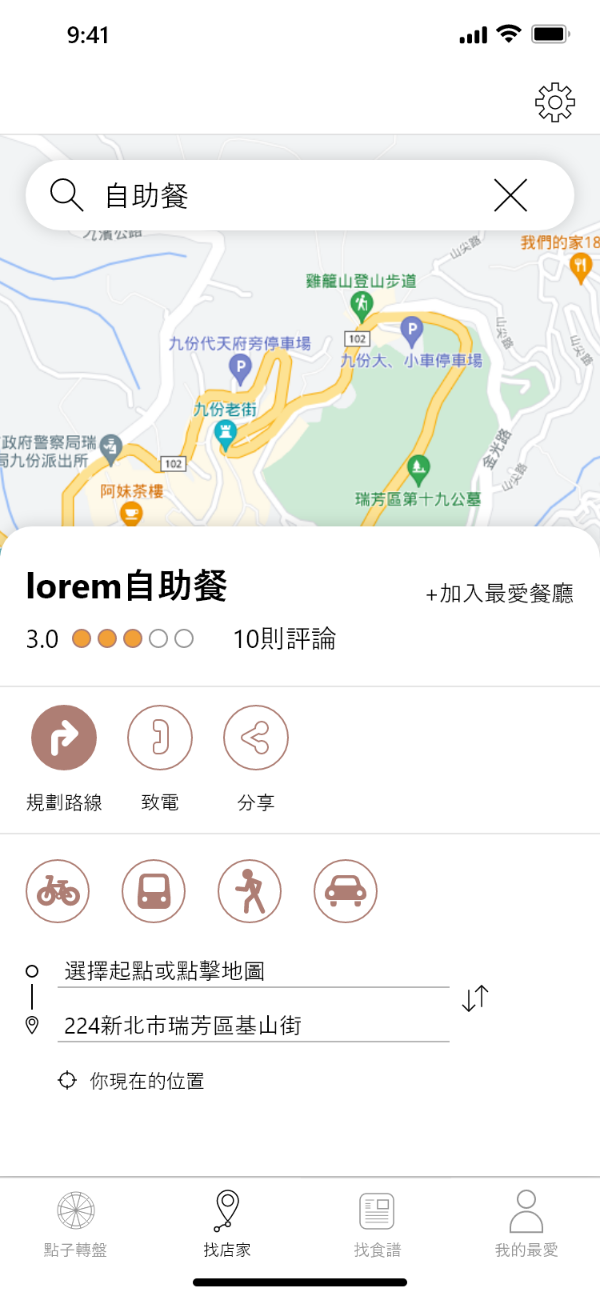 9:41
自助餐
九濱公路
山尖路
我們的家18
雞籠山登山步道
102
P
九份代天府旁停車場
P
九份大、小車停車場
山尖路
山尖路
九份老街
政府警察局瑞
局九份派出所
102
金光路
山尖路
阿妹茶樓
瑞芳區第十九公墓
lorem自助餐
+加入最愛餐廳
3.0
10則評論
規劃路線
致電
分享
選擇起點或點擊地圖
224新北市瑞芳區基山街
你現在的位置
點子轉盤
找店家
找食譜
我的最愛